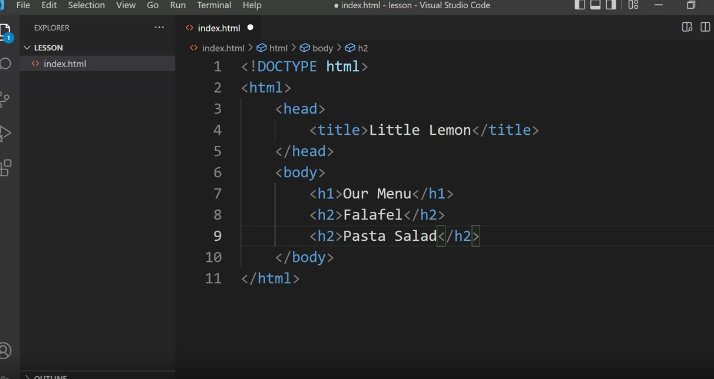 File Edit Selection View Go Run Terminal Help ● index.html - lesson - Visual Studio Code
EXPLORER ···
index.html ●
LESSON
index.html > html > body > h2
index.html
1 <!DOCTYPE html>
2 <html>
3 <head>
4 <title>Little Lemon</title>
5 </head>
6 <body>
7 <h1>Our Menu</h1>
8 <h2>Falafel</h2>
9 <h2>Pasta Salad</h2>
10 </body>
11 </html>
1
OUTLINE